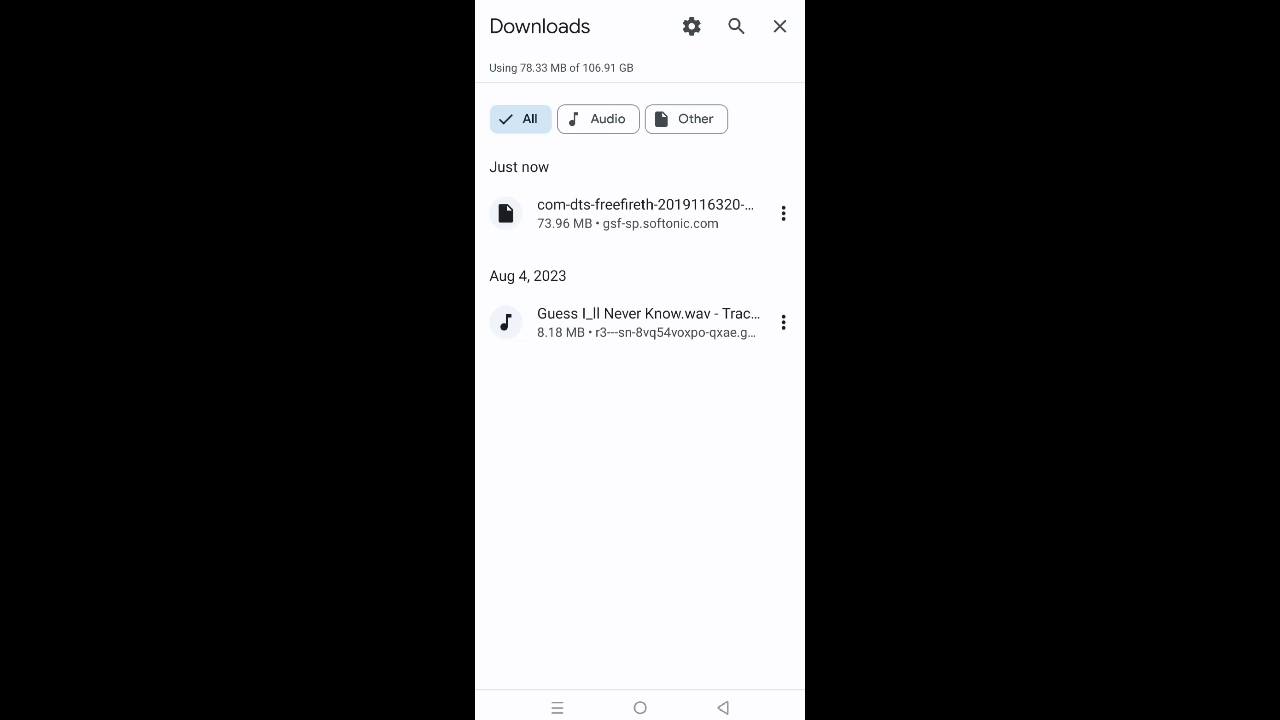 Downloads
Using 78.33 MB of 106.91 GB
All Audio Other
Just now
com-dts-freefireth-2019116320-...
73.96 MB • gsf-sp.softonic.com
Aug 4, 2023
Guess I_ll Never Know.wav - Trac...
8.18 MB • r3---sn-8vq54voxpo-qxae.g...